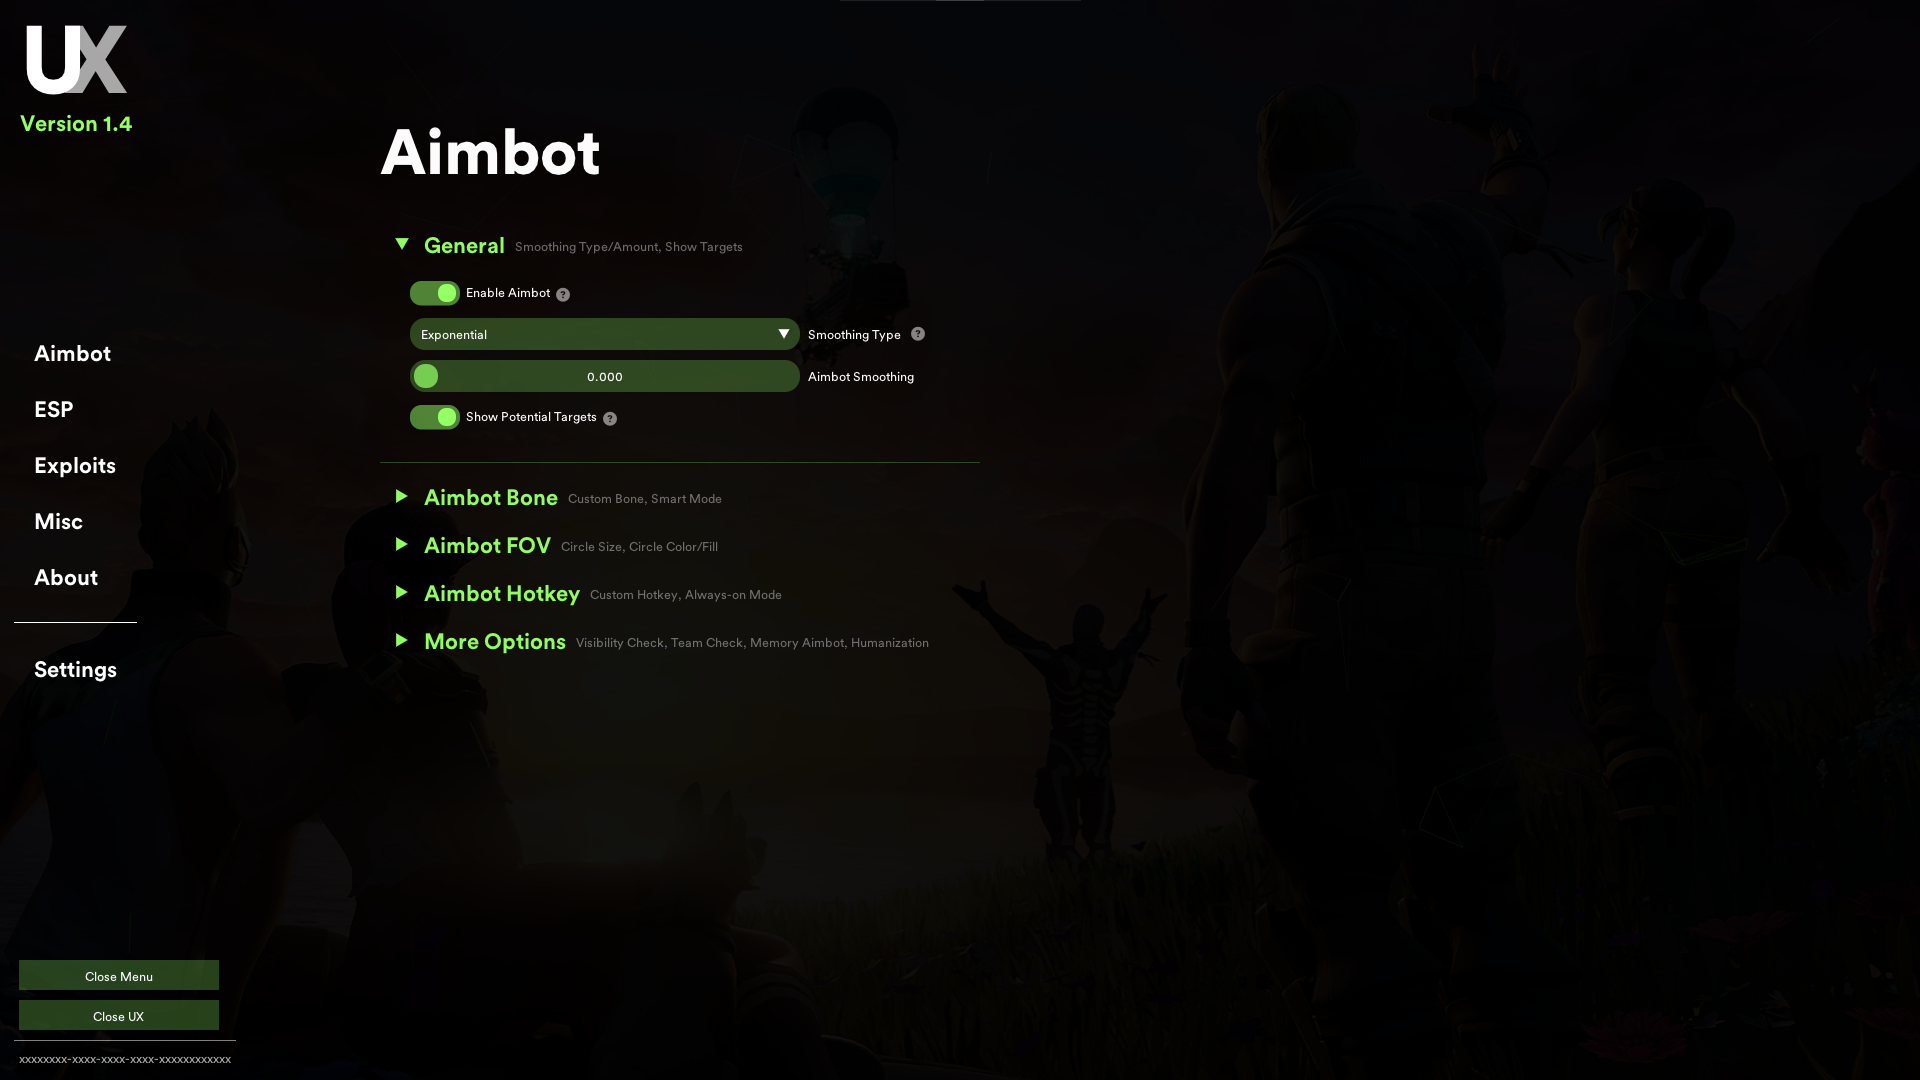 UX
Version 1.4
Aimbot
ESP
Exploits
Misc
About
Settings
Close Menu
Close UX
xxxxxxxx-xxxx-xxxx-xxxx-xxxxxxxxxxxx
Aimbot
General Smoothing Type/Amount, Show Targets
Enable Aimbot ?
Exponential Smoothing Type ?
0.000 Aimbot Smoothing
Show Potential Targets ?
Aimbot Bone Custom Bone, Smart Mode
Aimbot FOV Circle Size, Circle Color/Fill
Aimbot Hotkey Custom Hotkey, Always-on Mode
More Options Visibility Check, Team Check, Memory Aimbot, Humanization